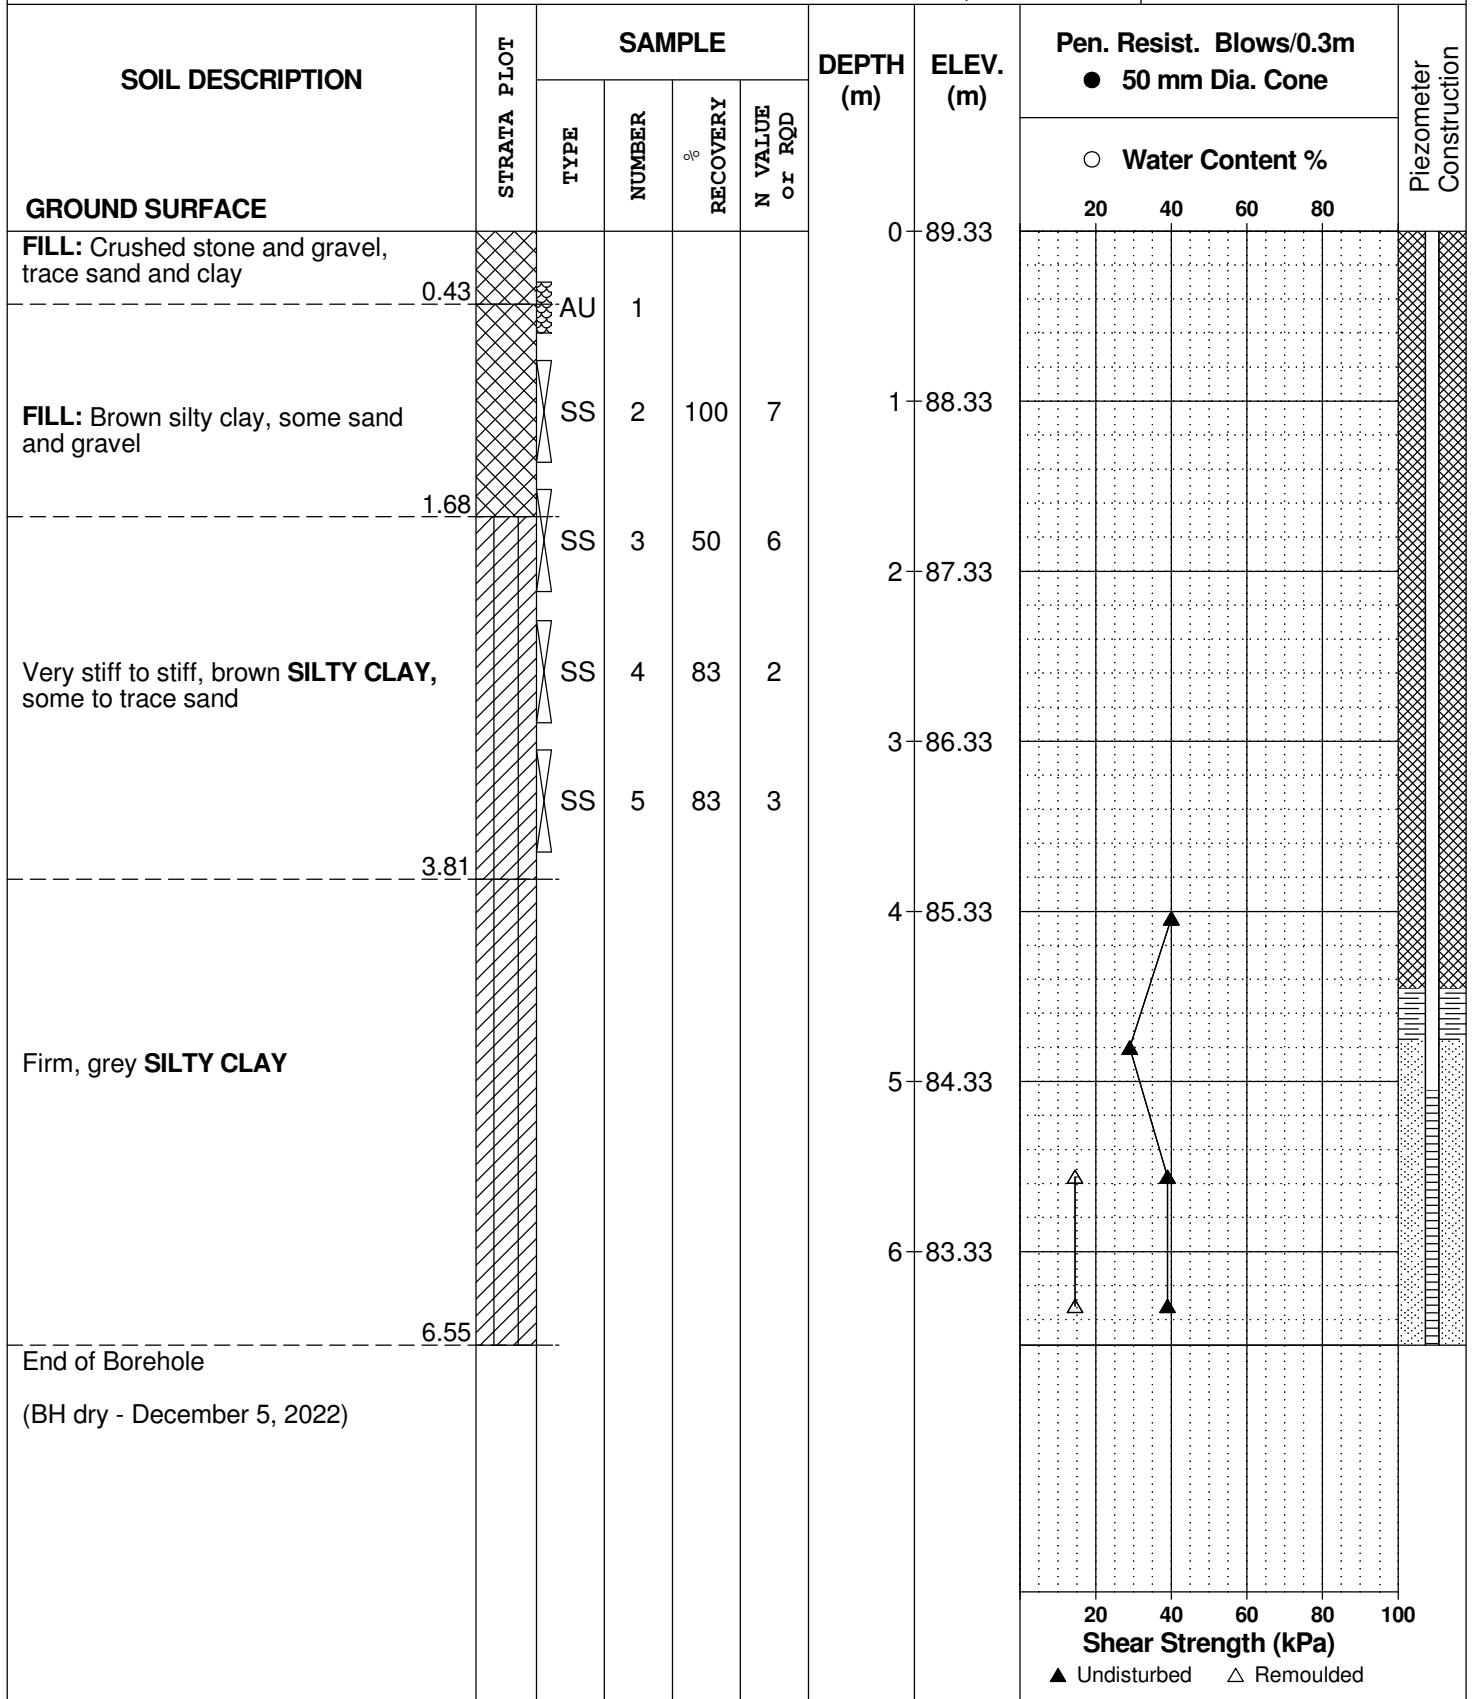 SOIL DESCRIPTION
GROUND SURFACE
STRATA PLOT
SAMPLE
TYPE
NUMBER
%
RECOVERY
N VALUE
or RQD
DEPTH
(m)
ELEV.
(m)
Pen. Resist. Blows/0.3m
● 50 mm Dia. Cone
○ Water Content %
20 40 60 80
Piezometer
Construction
FILL: Crushed stone and gravel,
trace sand and clay
0.43
AU 1
0 89.33
FILL: Brown silty clay, some sand
and gravel
1.68
SS 2 100 7
1 88.33
SS 3 50 6
2 87.33
Very stiff to stiff, brown SILTY CLAY,
some to trace sand
3.81
SS 4 83 2
3 86.33
SS 5 83 3
4 85.33
Firm, grey SILTY CLAY
6.55
5 84.33
6 83.33
End of Borehole
(BH dry - December 5, 2022)
20 40 60 80 100
Shear Strength (kPa)
▲ Undisturbed △ Remoulded